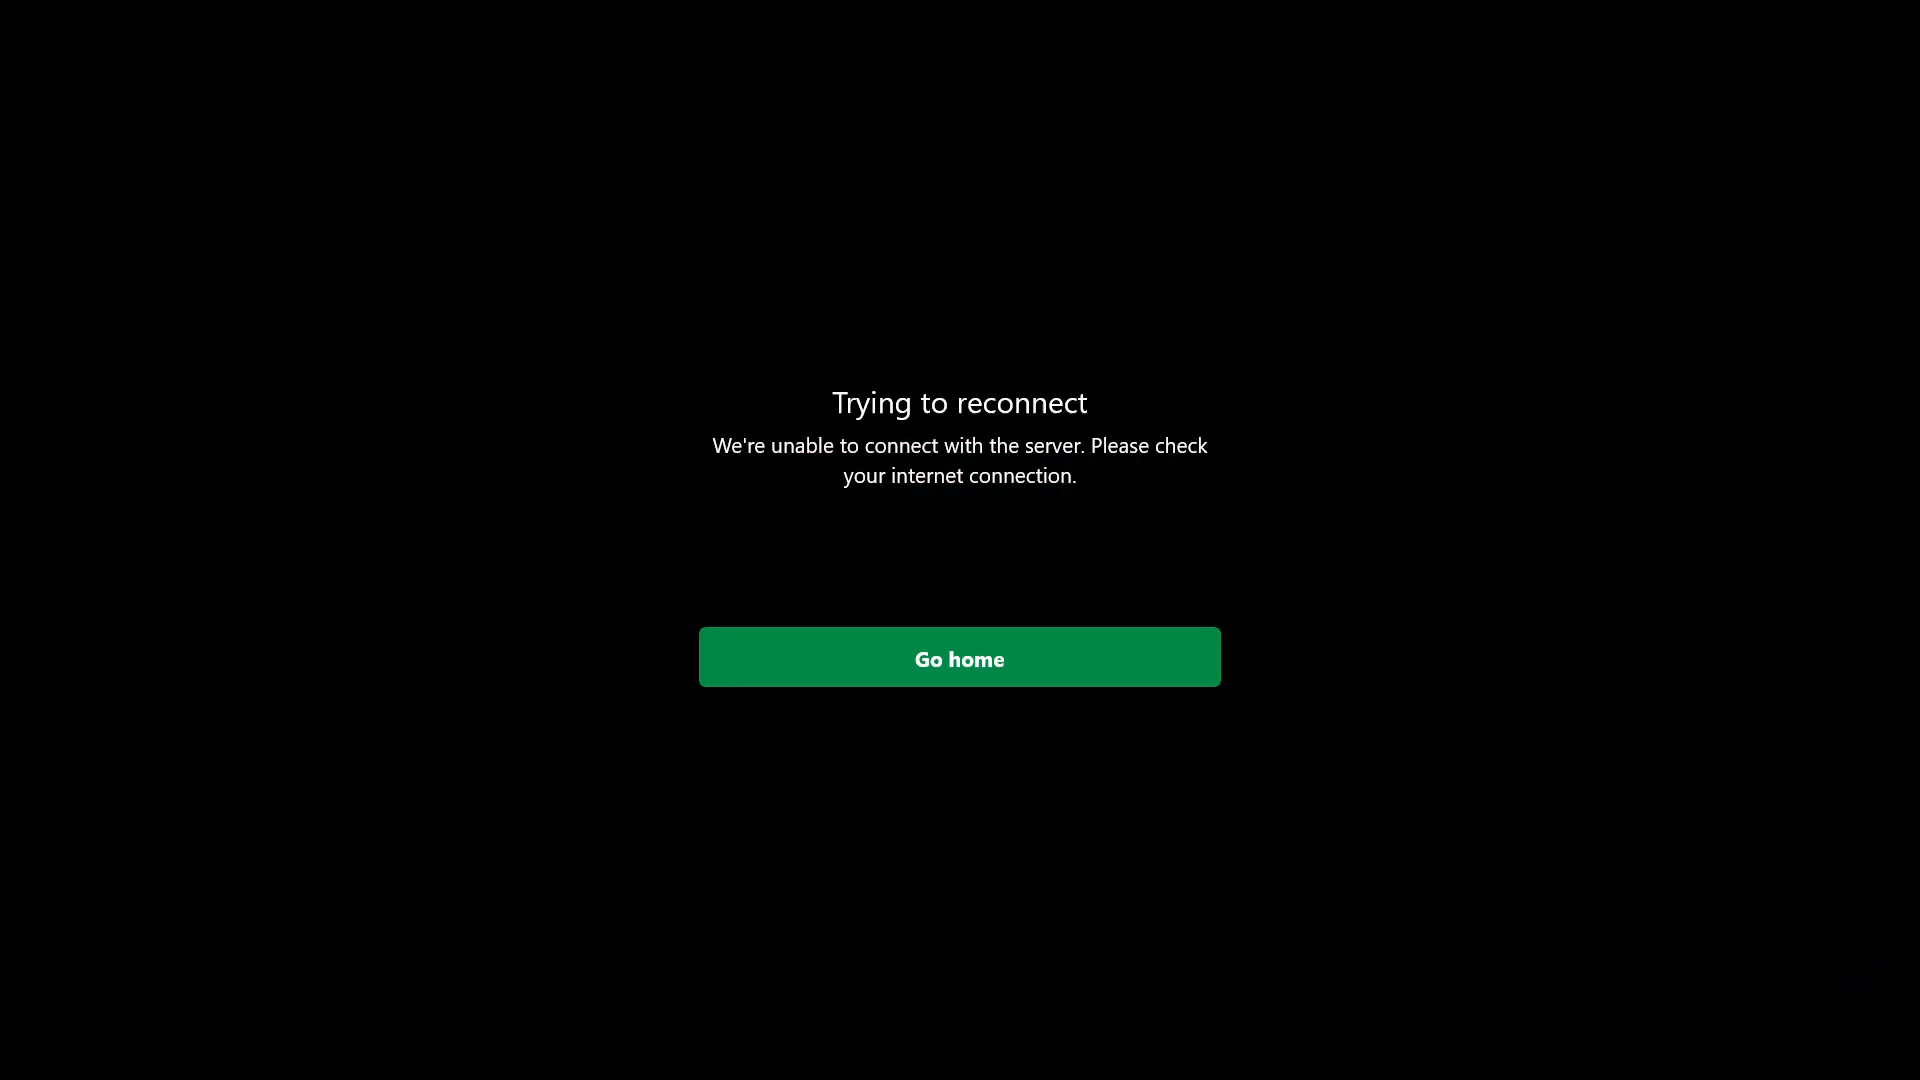 Trying to reconnect
We're unable to connect with the server. Please check
your internet connection.
Go home